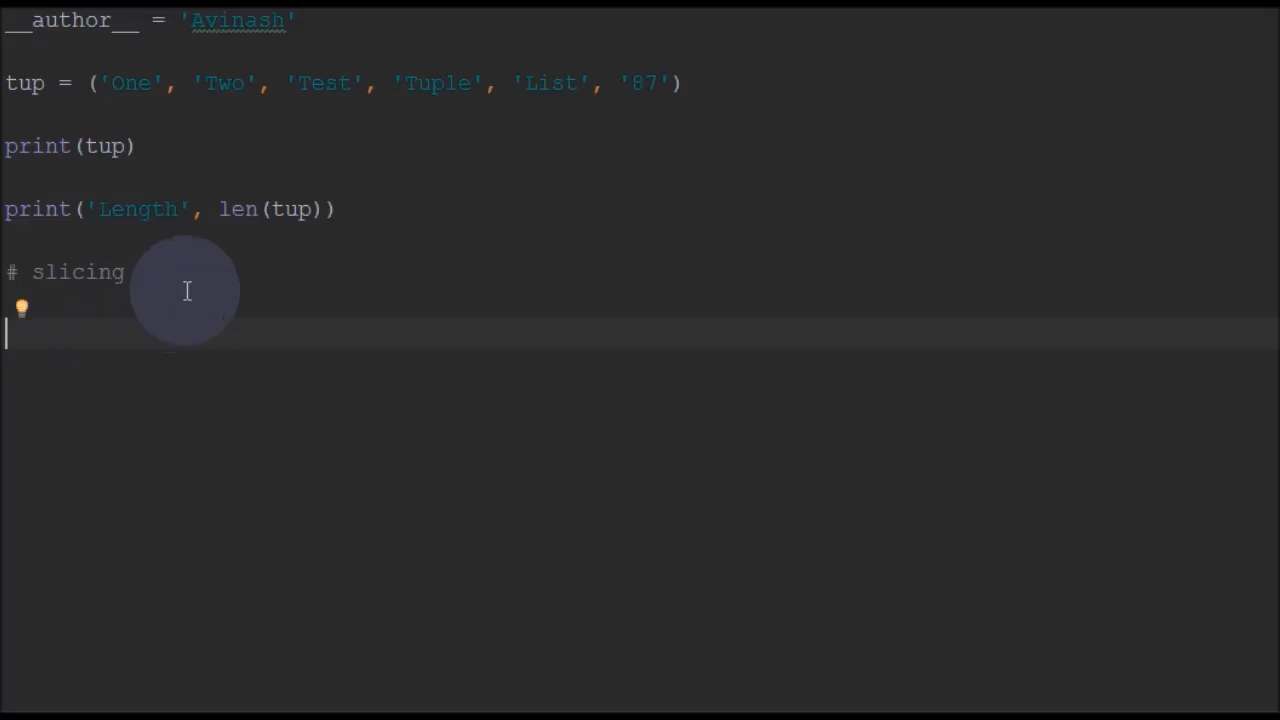 __author__ = 'Avinash'
tup = ('One', 'Two', 'Test', 'Tuple', 'List', '87')
print(tup)
print('Length', len(tup))
# slicing